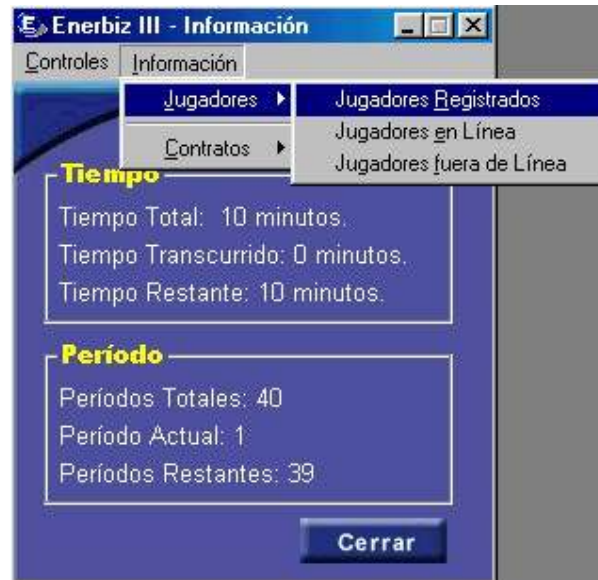 Enerbiz III - Información
Controles Información
Jugadores
Contratos
Jugadores Registrados
Jugadores en Línea
Jugadores fuera de Línea
Tiempo
Tiempo Total: 10 minutos.
Tiempo Transcurrido: 0 minutos.
Tiempo Restante: 10 minutos.
Período
Períodos Totales: 40
Período Actual: 1
Períodos Restantes: 39
Cerrar